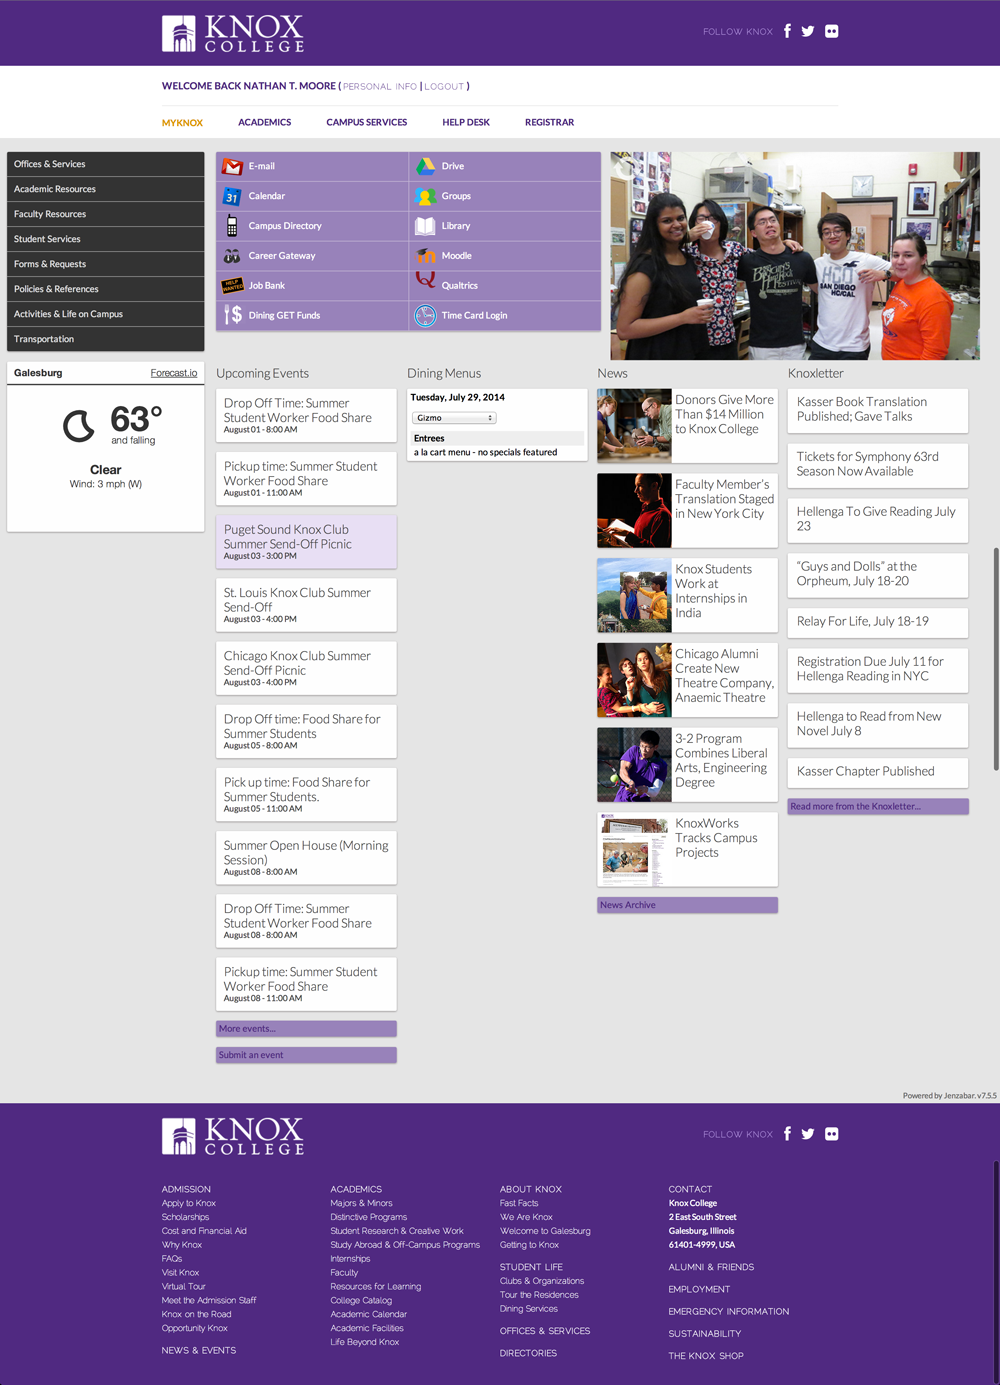 KNOX
COLLEGE
FOLLOW KNOX
WELCOME BACK NATHAN T. MOORE ( PERSONAL INFO | LOGOUT )
MYKNOX
ACADEMICS
CAMPUS SERVICES
HELP DESK
REGISTRAR
Offices & Services
Academic Resources
Faculty Resources
Student Services
Forms & Requests
Policies & References
Activities & Life on Campus
Transportation
E-mail
Drive
31
Calendar
Groups
Campus Directory
Library
Career Gateway
Moodle
HELP
WANTED
Job Bank
Qualtrics
Dining GET Funds
Time Card Login
SAN DIEGO
HC/CAL
Galesburg
Forecast.io
63°
and falling
Clear
Wind: 3 mph (W)
Upcoming Events
Drop Off Time: Summer
Student Worker Food Share
August 01 - 8:00 AM
Pickup time: Summer Student
Worker Food Share
August 01 - 11:00 AM
Puget Sound Knox Club
Summer Send-Off Picnic
August 03 - 3:00 PM
St. Louis Knox Club Summer
Send-Off
August 03 - 4:00 PM
Chicago Knox Club Summer
Send-Off Picnic
August 03 - 4:00 PM
Drop Off time: Food Share for
Summer Students
August 05 - 8:00 AM
Pick up time: Food Share for
Summer Students.
August 05 - 11:00 AM
Summer Open House (Morning
Session)
August 08 - 8:00 AM
Drop Off Time: Summer
Student Worker Food Share
August 08 - 8:00 AM
Pickup time: Summer Student
Worker Food Share
August 08 - 11:00 AM
More events...
Submit an event
Dining Menus
Tuesday, July 29, 2014
Gizmo
Entrees
a la cart menu - no specials featured
News
Donors Give More
Than $14 Million
to Knox College
Faculty Member's
Translation Staged
in New York City
Knox Students
Work at
Internships in
India
Chicago Alumni
Create New
Theatre Company,
Anaemic Theatre
3-2 Program
Combines Liberal
Arts, Engineering
Degree
KnoxWorks
Tracks Campus
Projects
News Archive
Knoxletter
Kasser Book Translation
Published; Gave Talks
Tickets for Symphony 63rd
Season Now Available
Hellenga To Give Reading July
23
"Guys and Dolls" at the
Orpheum, July 18-20
Relay For Life, July 18-19
Registration Due July 11 for
Hellenga Reading in NYC
Hellenga to Read from New
Novel July 8
Kasser Chapter Published
Read more from the Knoxletter...
Powered by Jenzabar. v7.5.5
KNOX
COLLEGE
FOLLOW KNOX
ADMISSION
Apply to Knox
Scholarships
Cost and Financial Aid
Why Knox
FAQs
Visit Knox
Virtual Tour
Meet the Admission Staff
Knox on the Road
Opportunity Knox
NEWS & EVENTS
ACADEMICS
Majors & Minors
Distinctive Programs
Student Research & Creative Work
Study Abroad & Off-Campus Programs
Internships
Faculty
Resources for Learning
College Catalog
Academic Calendar
Academic Facilities
Life Beyond Knox
ABOUT KNOX
Fast Facts
We Are Knox
Welcome to Galesburg
Getting to Knox
STUDENT LIFE
Clubs & Organizations
Tour the Residences
Dining Services
OFFICES & SERVICES
DIRECTORIES
CONTACT
Knox College
2 East South Street
Galesburg, Illinois
61401-4999, USA
ALUMNI & FRIENDS
EMPLOYMENT
EMERGENCY INFORMATION
SUSTAINABILITY
THE KNOX SHOP